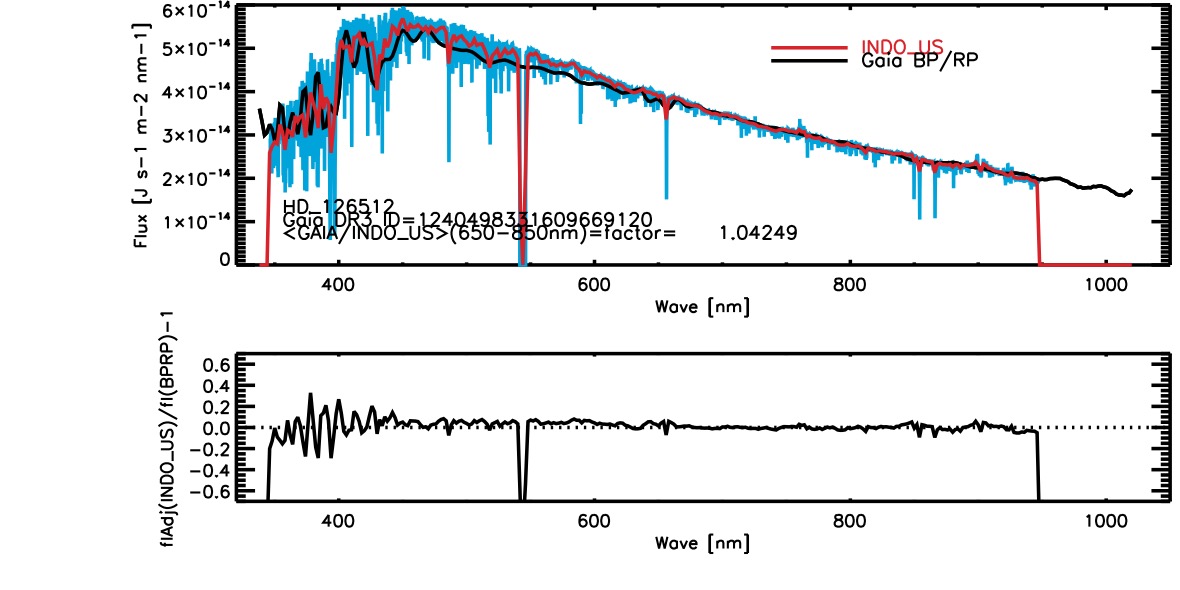 6×10−14
5×10−14
4×10−14
3×10−14
2×10−14
1×10−14
0
Flux [J s−1 m−2 nm−1]
INDO_US
Gaia BP/RP
HD_126512
Gaia DR3 ID=1240498331609669120
<GAIA/INDO_US>(650−850nm)=factor= 1.04249
400 600 800 1000
Wave [nm]
flAdj(INDO_US)/fl(BPRP)−1
0.6
0.4
0.2
0.0
−0.2
−0.4
−0.6
400 600 800 1000
Wave [nm]